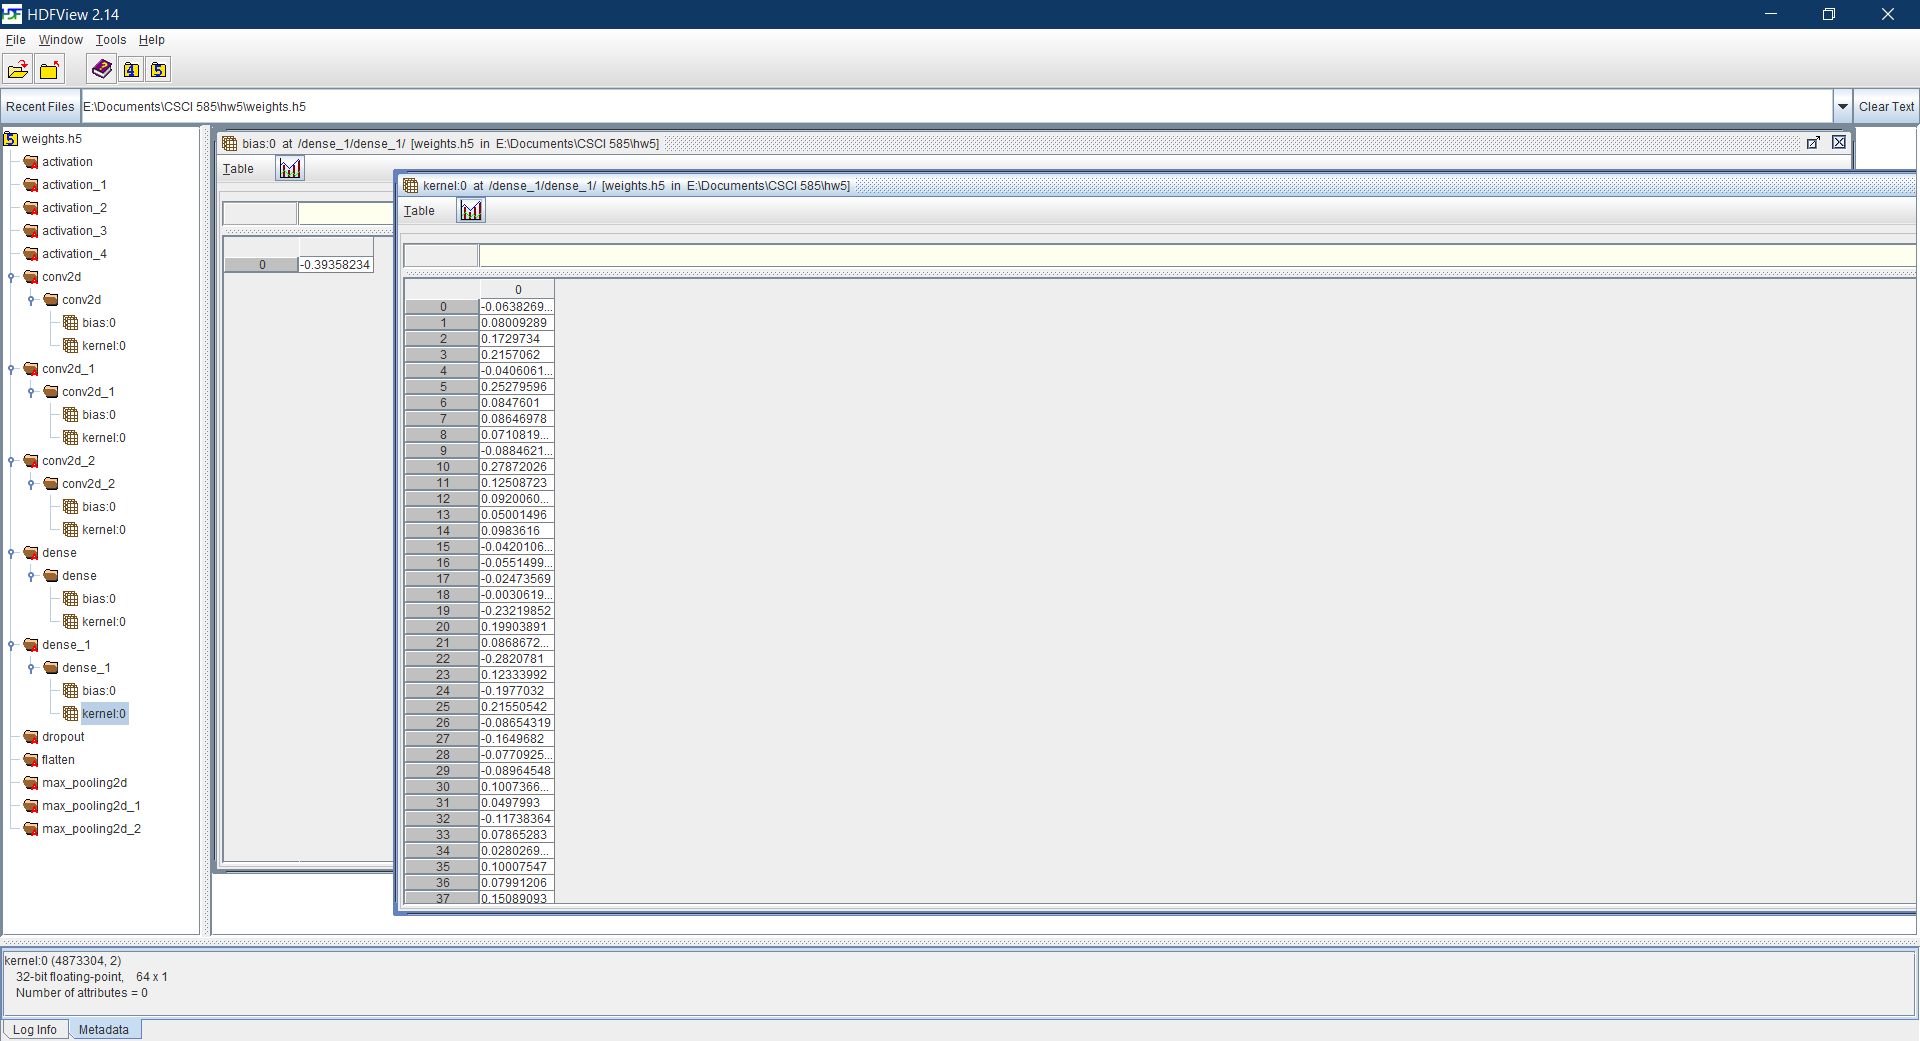 HDFView 2.14
File Window Tools Help
Recent Files E:\Documents\CSCI 585\hw5\weights.h5 Clear Text
weights.h5
activation
activation_1
activation_2
activation_3
activation_4
conv2d
conv2d
bias:0
kernel:0
conv2d_1
conv2d_1
bias:0
kernel:0
conv2d_2
conv2d_2
bias:0
kernel:0
dense
dense
bias:0
kernel:0
dense_1
dense_1
bias:0
kernel:0
dropout
flatten
max_pooling2d
max_pooling2d_1
max_pooling2d_2
bias:0 at /dense_1/dense_1/ [weights.h5 in E:\Documents\CSCI 585\hw5]
Table
0 -0.39358234
kernel:0 at /dense_1/dense_1/ [weights.h5 in E:\Documents\CSCI 585\hw5]
Table
0
0 -0.0638269...
1 0.08009289
2 0.1729734
3 0.2157062
4 -0.0406061...
5 0.25279596
6 0.0847601
7 0.08646978
8 0.0710819...
9 -0.0884621...
10 0.27872026
11 0.12508723
12 0.0920060...
13 0.05001496
14 0.0983616
15 -0.0420106...
16 -0.0551499...
17 -0.02473569
18 -0.0030619...
19 -0.23219852
20 0.19903891
21 0.0868672...
22 -0.2820781
23 0.12333992
24 -0.1977032
25 0.21550542
26 -0.08654319
27 -0.1649682
28 -0.0770925...
29 -0.08964548
30 0.1007366...
31 0.0497993
32 -0.11738364
33 0.07865283
34 0.0280269...
35 0.10007547
36 0.07991206
37 0.15089093
kernel:0 (4873304, 2)
32-bit floating-point, 64 x 1
Number of attributes = 0
Log Info Metadata